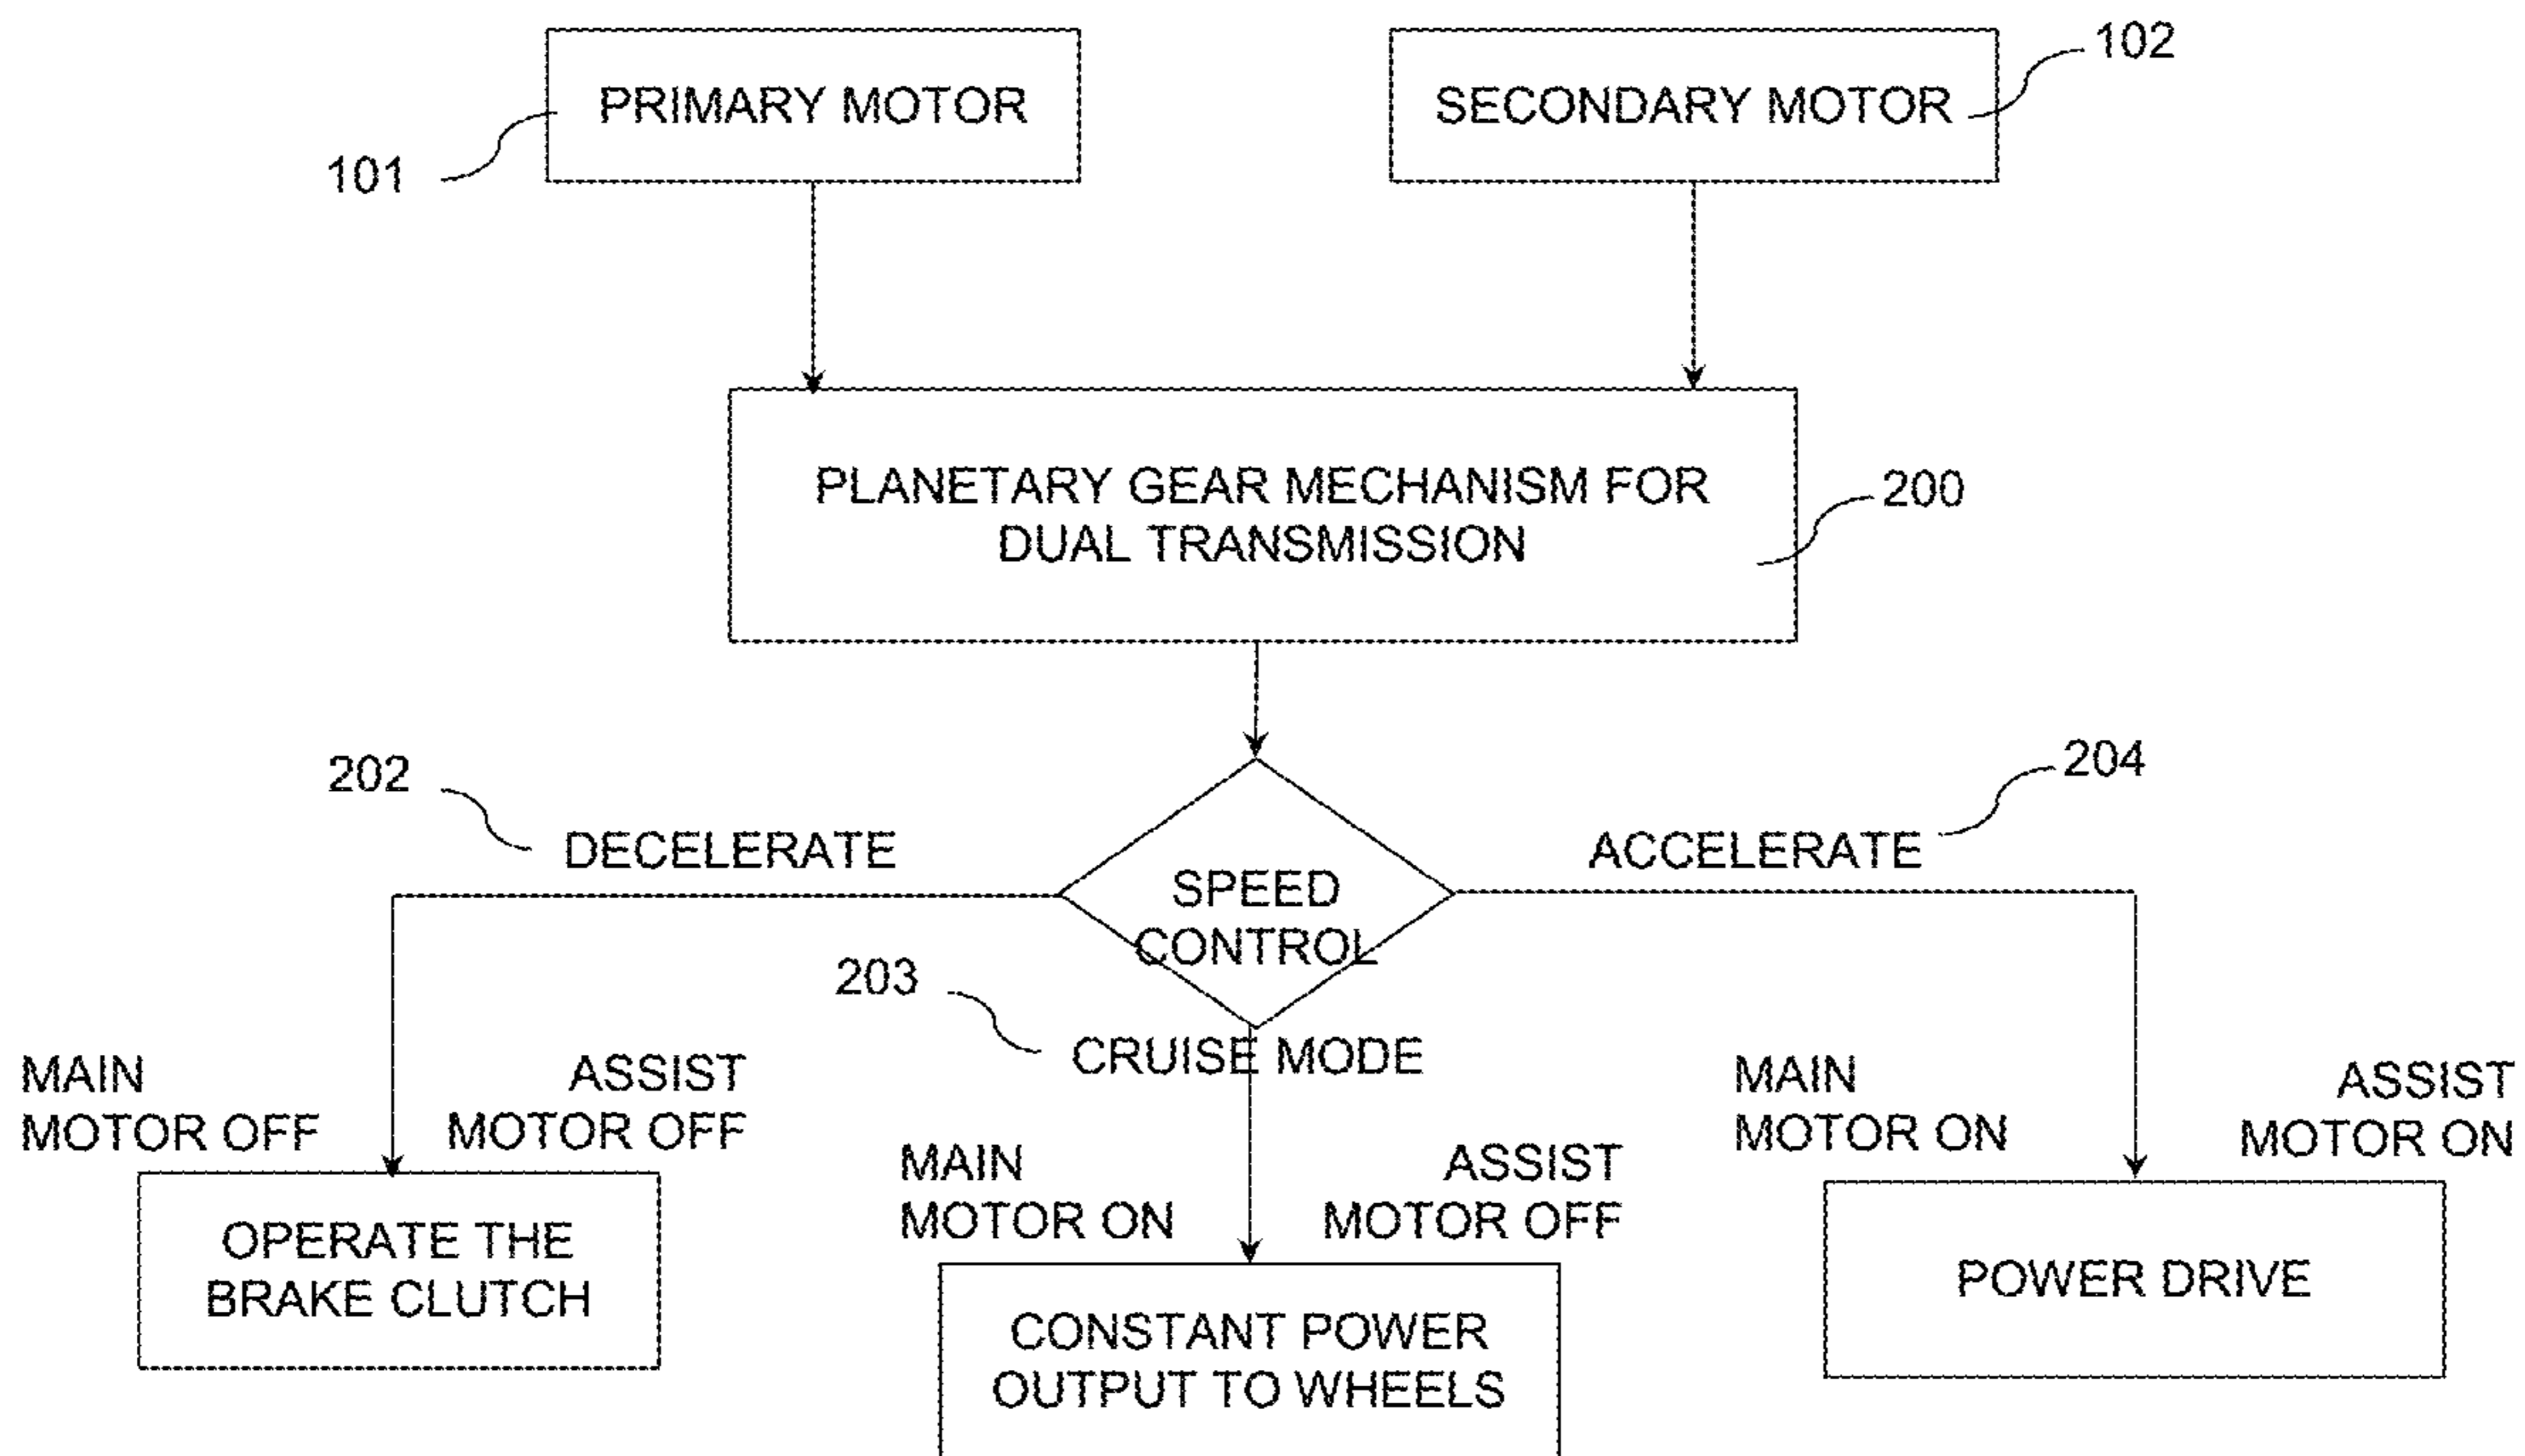 102
PRIMARY MOTOR
SECONDARY MOTOR
101
PLANETARY GEAR MECHANISM FOR
DUAL TRANSMISSION
200
202
204
DECELERATE
ACCELERATE
SPEED
CONTROL
203
CRUISE MODE
MAIN
MOTOR OFF
ASSIST
MOTOR OFF
MAIN
MOTOR ON
ASSIST
MOTOR OFF
MAIN
MOTOR ON
ASSIST
MOTOR ON
OPERATE THE
BRAKE CLUTCH
CONSTANT POWER
OUTPUT TO WHEELS
POWER DRIVE